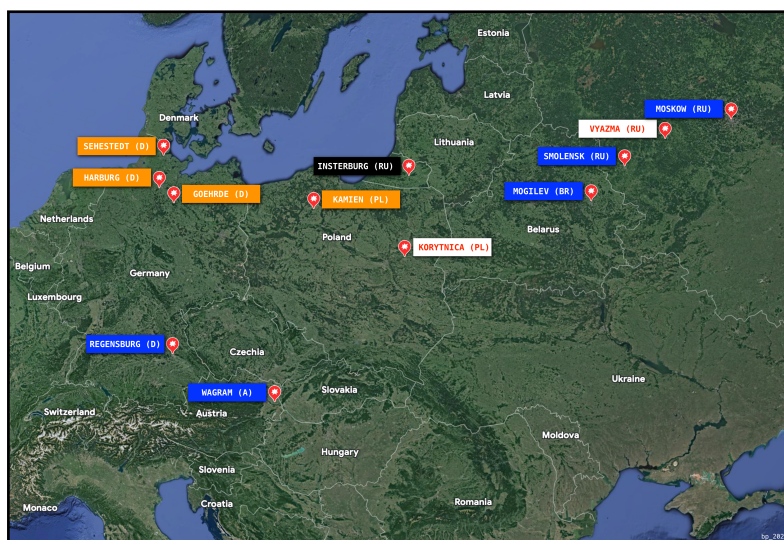 Estonia
Latvia
MOSKOW (RU)
Denmark
VYAZMA (RU)
SEHESTEDT (D)
Lithuania
SMOLENSK (RU)
INSTERBURG (RU)
HARBURG (D)
GOEHRDE (D)
KAMIEN (PL)
MOGILEV (BR)
Netherlands
Poland
Belarus
KORYTNICA (PL)
Belgium
Germany
Luxembourg
REGENSBURG (D)
Czechia
Ukraine
WAGRAM (A)
Slovakia
Switzerland
Austria
Moldova
Hungary
Slovenia
Croatia
Romania
Monaco
bp_202